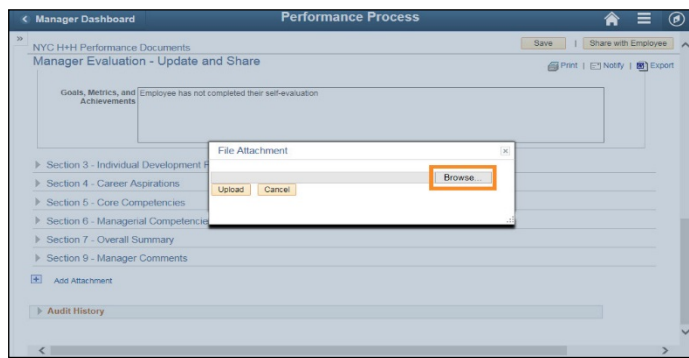 Manager Dashboard
Performance Process
NYC H+H Performance Documents
Save | Share with Employee
Manager Evaluation - Update and Share
Print | Notify | Export
Goals, Metrics, and Achievements
Employee has not completed their self-evaluation
File Attachment
Browse...
Upload Cancel
Section 3 - Individual Development
Section 4 - Career Aspirations
Section 5 - Core Competencies
Section 6 - Managerial Competencie
Section 7 - Overall Summary
Section 9 - Manager Comments
Add Attachment
Audit History